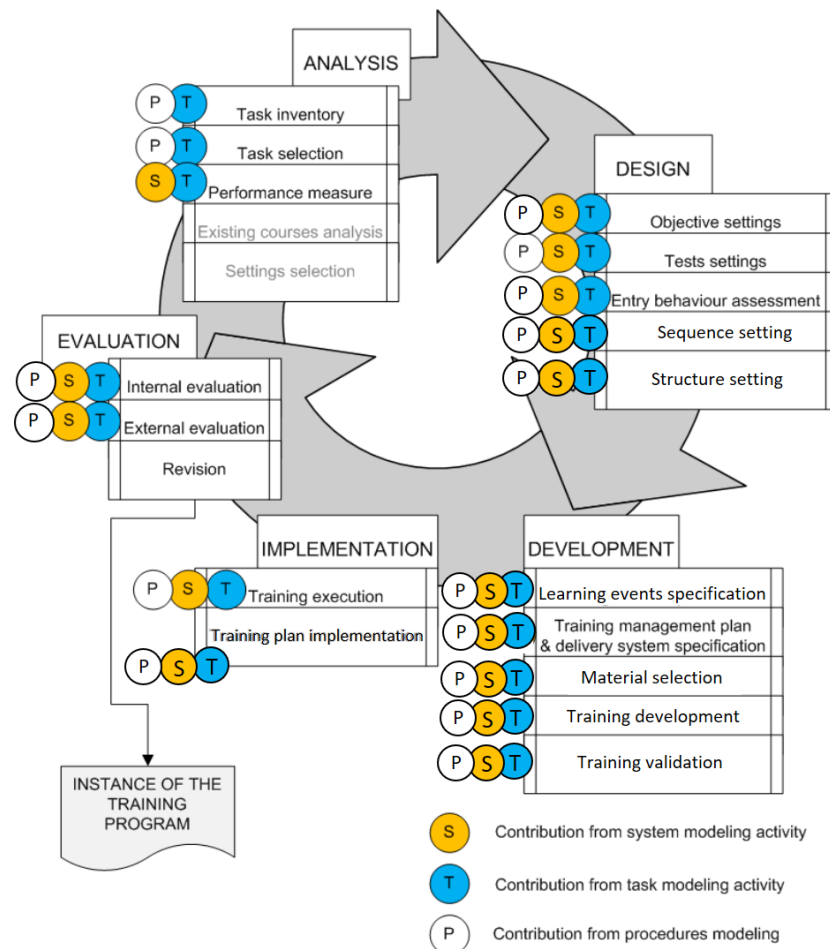 ANALYSIS
P T
Task inventory
P T
Task selection
S T
Performance measure
Existing courses analysis
Settings selection
DESIGN
P S T
Objective settings
P S T
Tests settings
P S T
Entry behaviour assessment
P S T
Sequence setting
P S T
Structure setting
EVALUATION
P S T
Internal evaluation
P S T
External evaluation
Revision
IMPLEMENTATION
P S T
Training execution
Training plan implementation
P S T
DEVELOPMENT
P S T
Learning events specification
P S T
Training management plan
& delivery system specification
P S T
Material selection
P S T
Training development
P S T
Training validation
INSTANCE OF THE
TRAINING
PROGRAM
S Contribution from system modeling activity
T Contribution from task modeling activity
P Contribution from procedures modeling